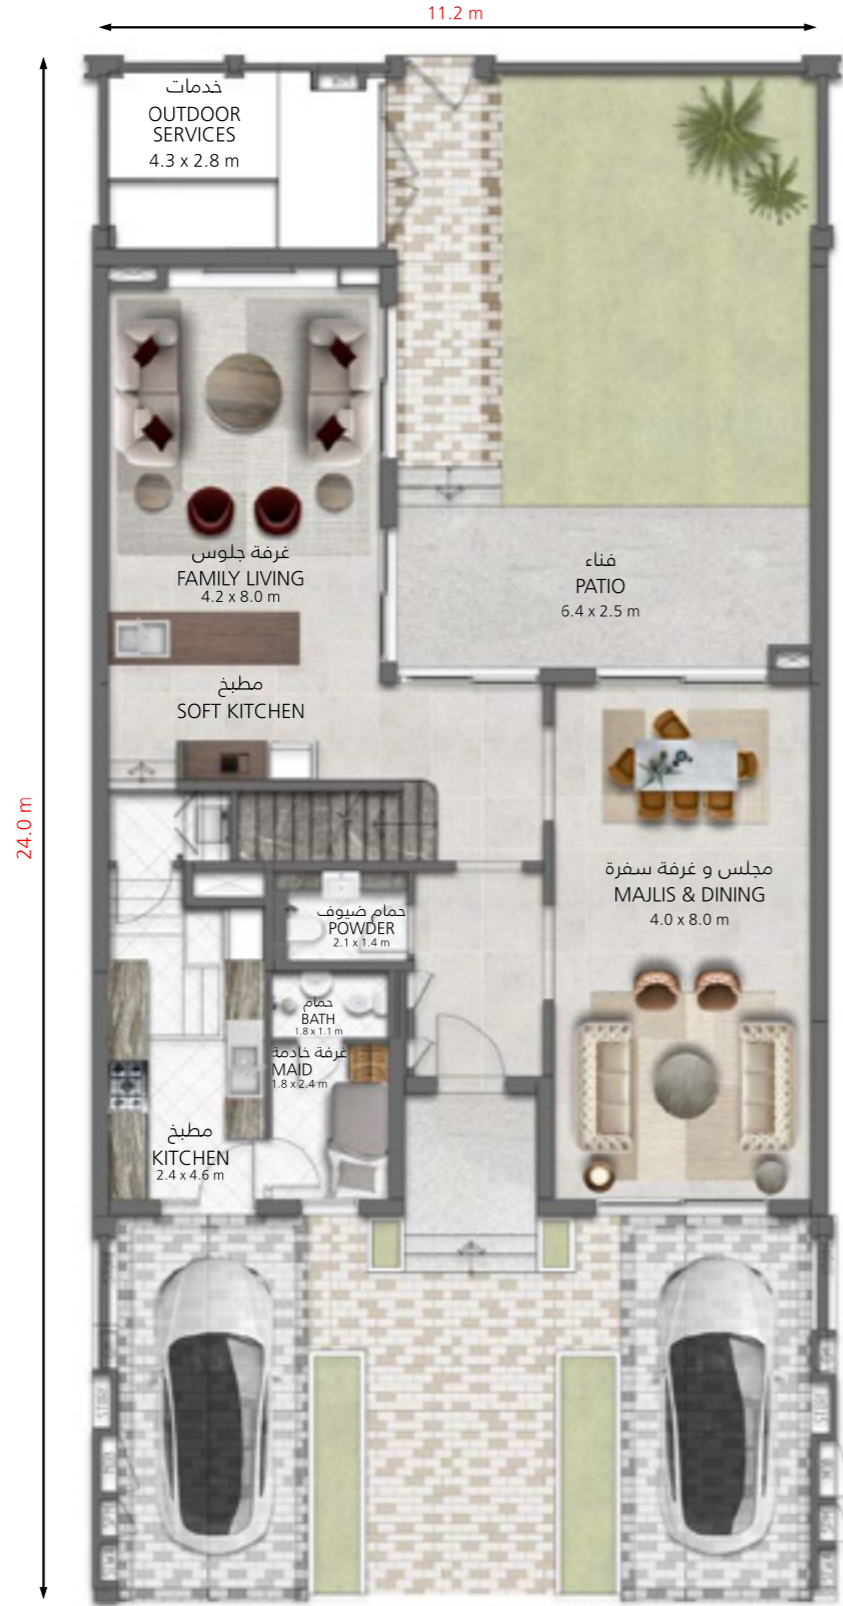 11.2 m
خدمات
OUTDOOR
SERVICES
4.3 x 2.8 m
24.0 m
غرفة جلوس
FAMILY LIVING
4.2 x 8.0 m
فناء
PATIO
6.4 x 2.5 m
مطبخ
SOFT KITCHEN
مجلس و غرفة سفرة
MAJLIS & DINING
4.0 x 8.0 m
حمام ضيوف
POWDER
2.1 x 1.4 m
حمام
BATH
1.8 x 1.1 m
غرفة خادمة
MAID
1.8 x 2.4 m
مطبخ
KITCHEN
2.4 x 4.6 m